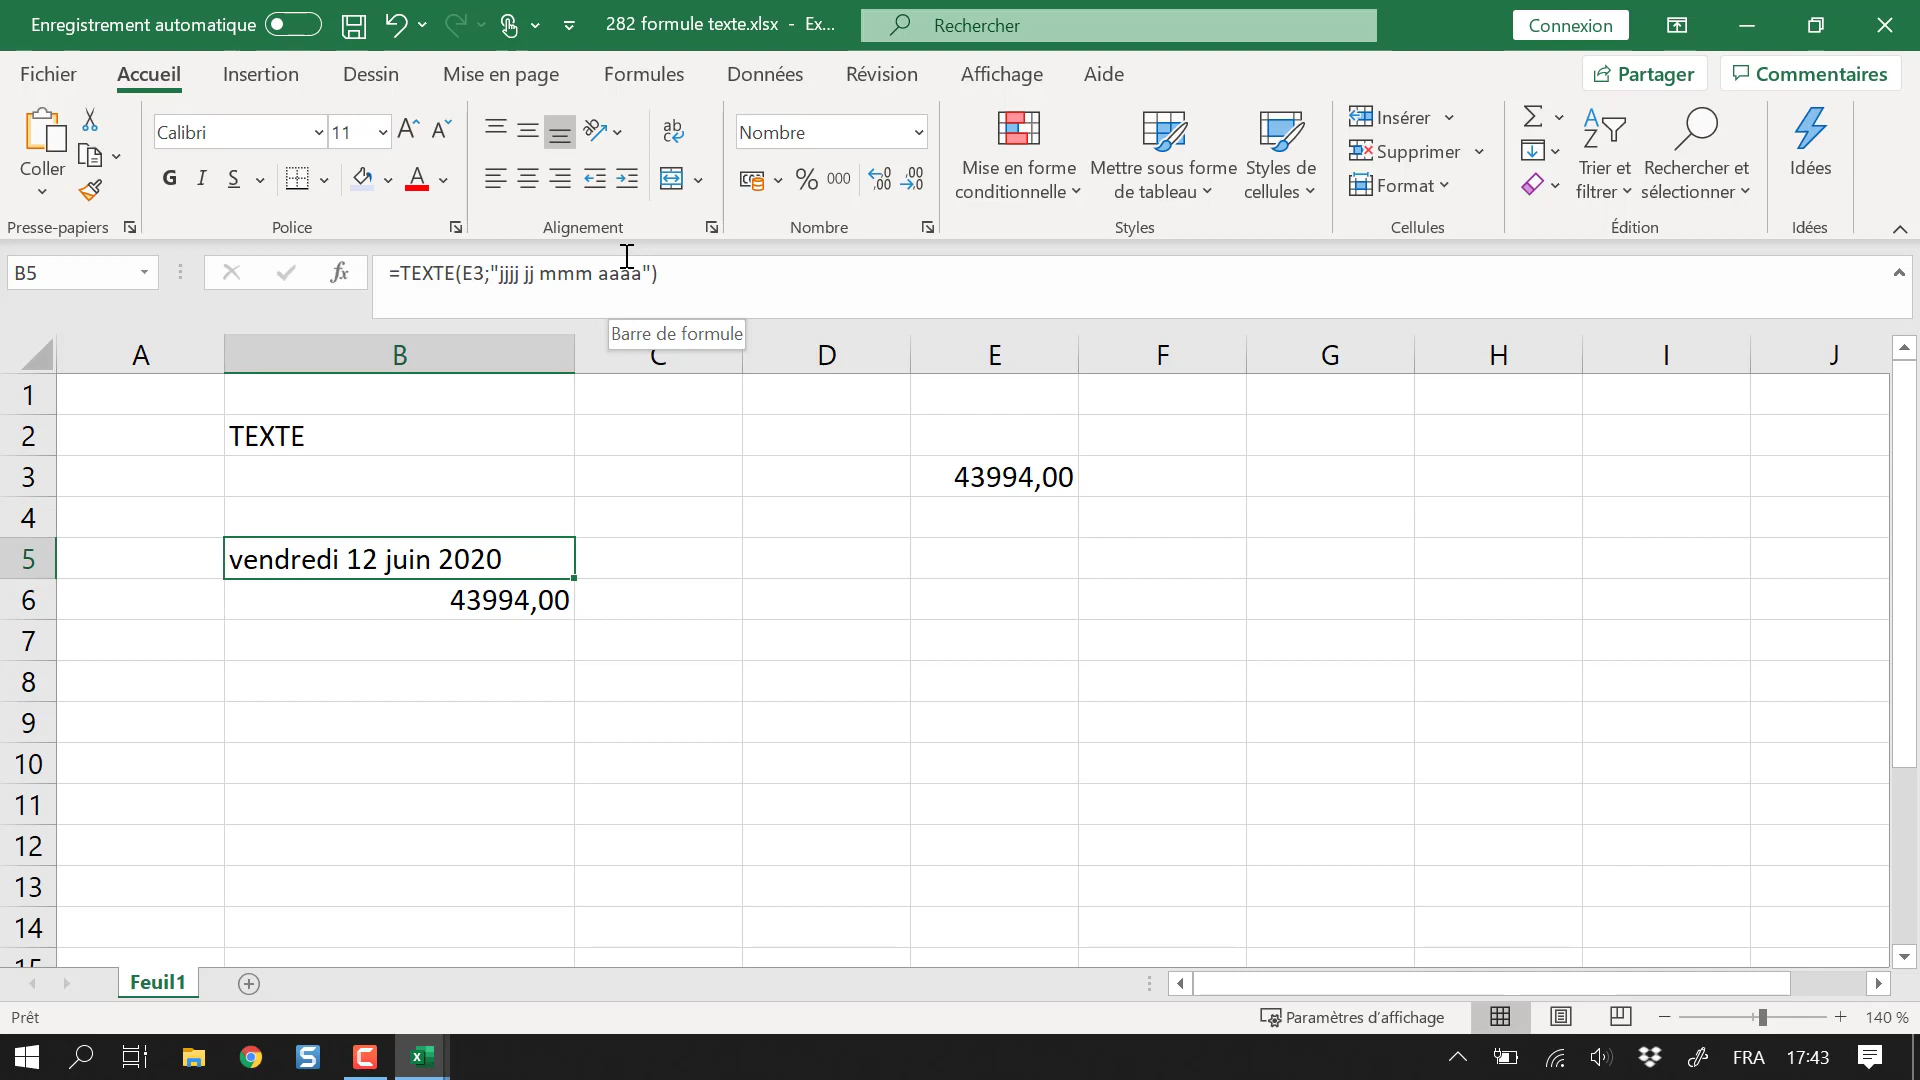 Enregistrement automatique
282 formule texte.xlsx - Ex...
Rechercher
Connexion
Fichier Accueil Insertion Dessin Mise en page Formules Données Révision Affichage Aide
Partager
Commentaires
Coller
Presse-papiers
Calibri
11
G I S
Police
ab
Alignement
Nombre
% 000
Nombre
Mise en forme
conditionnelle
Mettre sous forme
de tableau
Styles de
cellules
Styles
Insérer
Supprimer
Format
Cellules
Trier et
filtrer
Rechercher et
sélectionner
Édition
Idées
Idées
B5
fx
=TEXTE(E3;"jjjj jj mmm aaaa")
Barre de formule
A B C D E F G H I J
1
2 TEXTE
3 43994,00
4
5 vendredi 12 juin 2020
6 43994,00
7
8
9
10
11
12
13
14
15
Feuil1
Prêt
Paramètres d'affichage
140 %
FRA
17:43